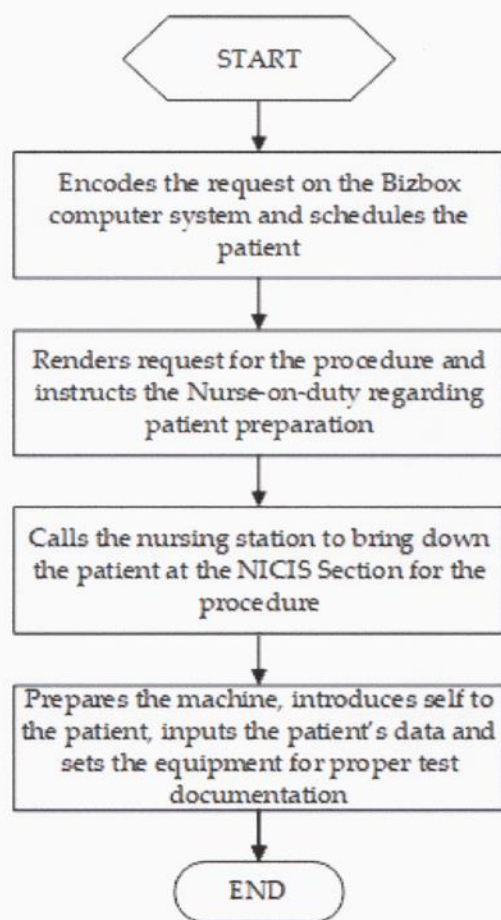 START
Encodes the request on the Bizbox
computer system and schedules the
patient
Renders request for the procedure and
instructs the Nurse-on-duty regarding
patient preparation
Calls the nursing station to bring down
the patient at the NICIS Section for the
procedure
Prepares the machine, introduces self to
the patient, inputs the patient's data and
sets the equipment for proper test
documentation
END